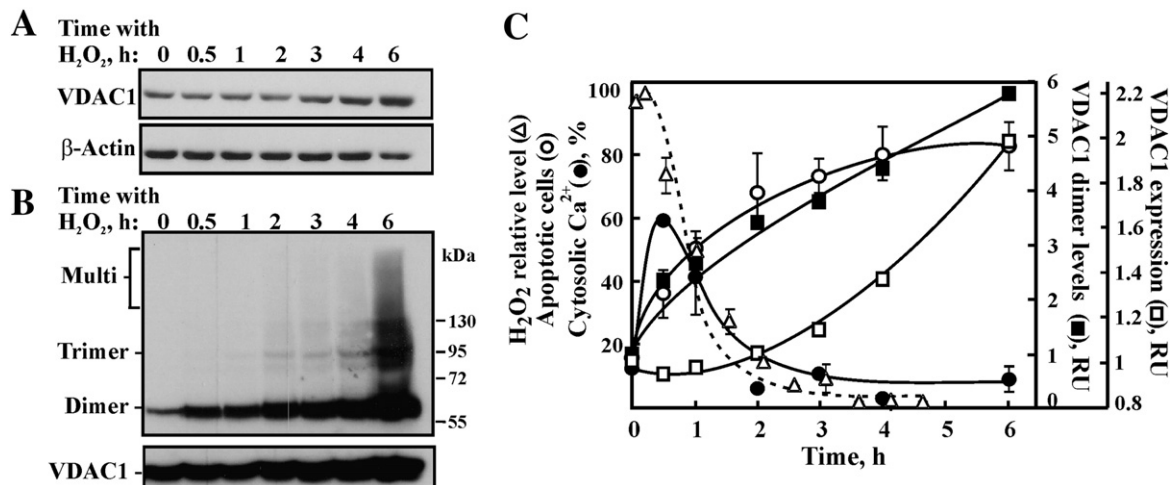 A
Time with
H₂O₂, h: 0 0.5 1 2 3 4 6
VDAC1
β-Actin
B
Time with
H₂O₂, h: 0 0.5 1 2 3 4 6
kDa
Multi
130
Trimer
95
72
Dimer
55
VDAC1
C
H₂O₂ relative level (△)
Apoptotic cells (○)
Cytosolic Ca²⁺(●), %
100
80
60
40
20
0 1 2 3 4 5 6
Time, h
6
5
4
3
2
1
0
VDAC1 dimer levels (■), RU
2.2
2
1.8
1.6
1.4
1.2
1
0.8
VDAC1 expression (□), RU